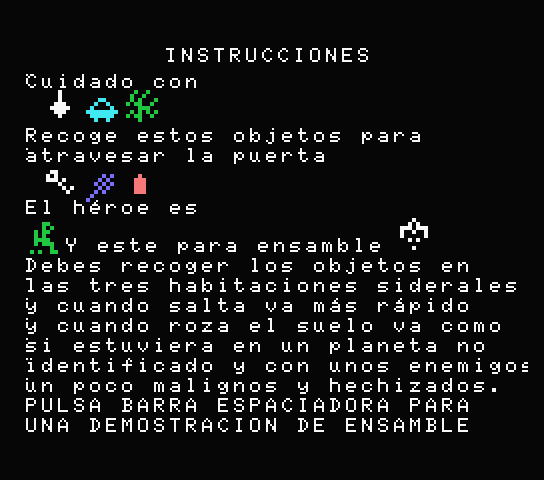 INSTRUCCIONES
Cuidado con
Recoge estos objetos para
atravesar la puerta
El héroe es
Y este para ensamble
Debes recoger los objetos en
las tres habitaciones siderales
y cuando salta va más rápido
y cuando roza el suelo va como
si estuviera en un planeta no
identificado y con unos enemigos
un poco malignos y hechizados.
PULSA BARRA ESPACIADORA PARA
UNA DEMOSTRACION DE ENSAMBLE